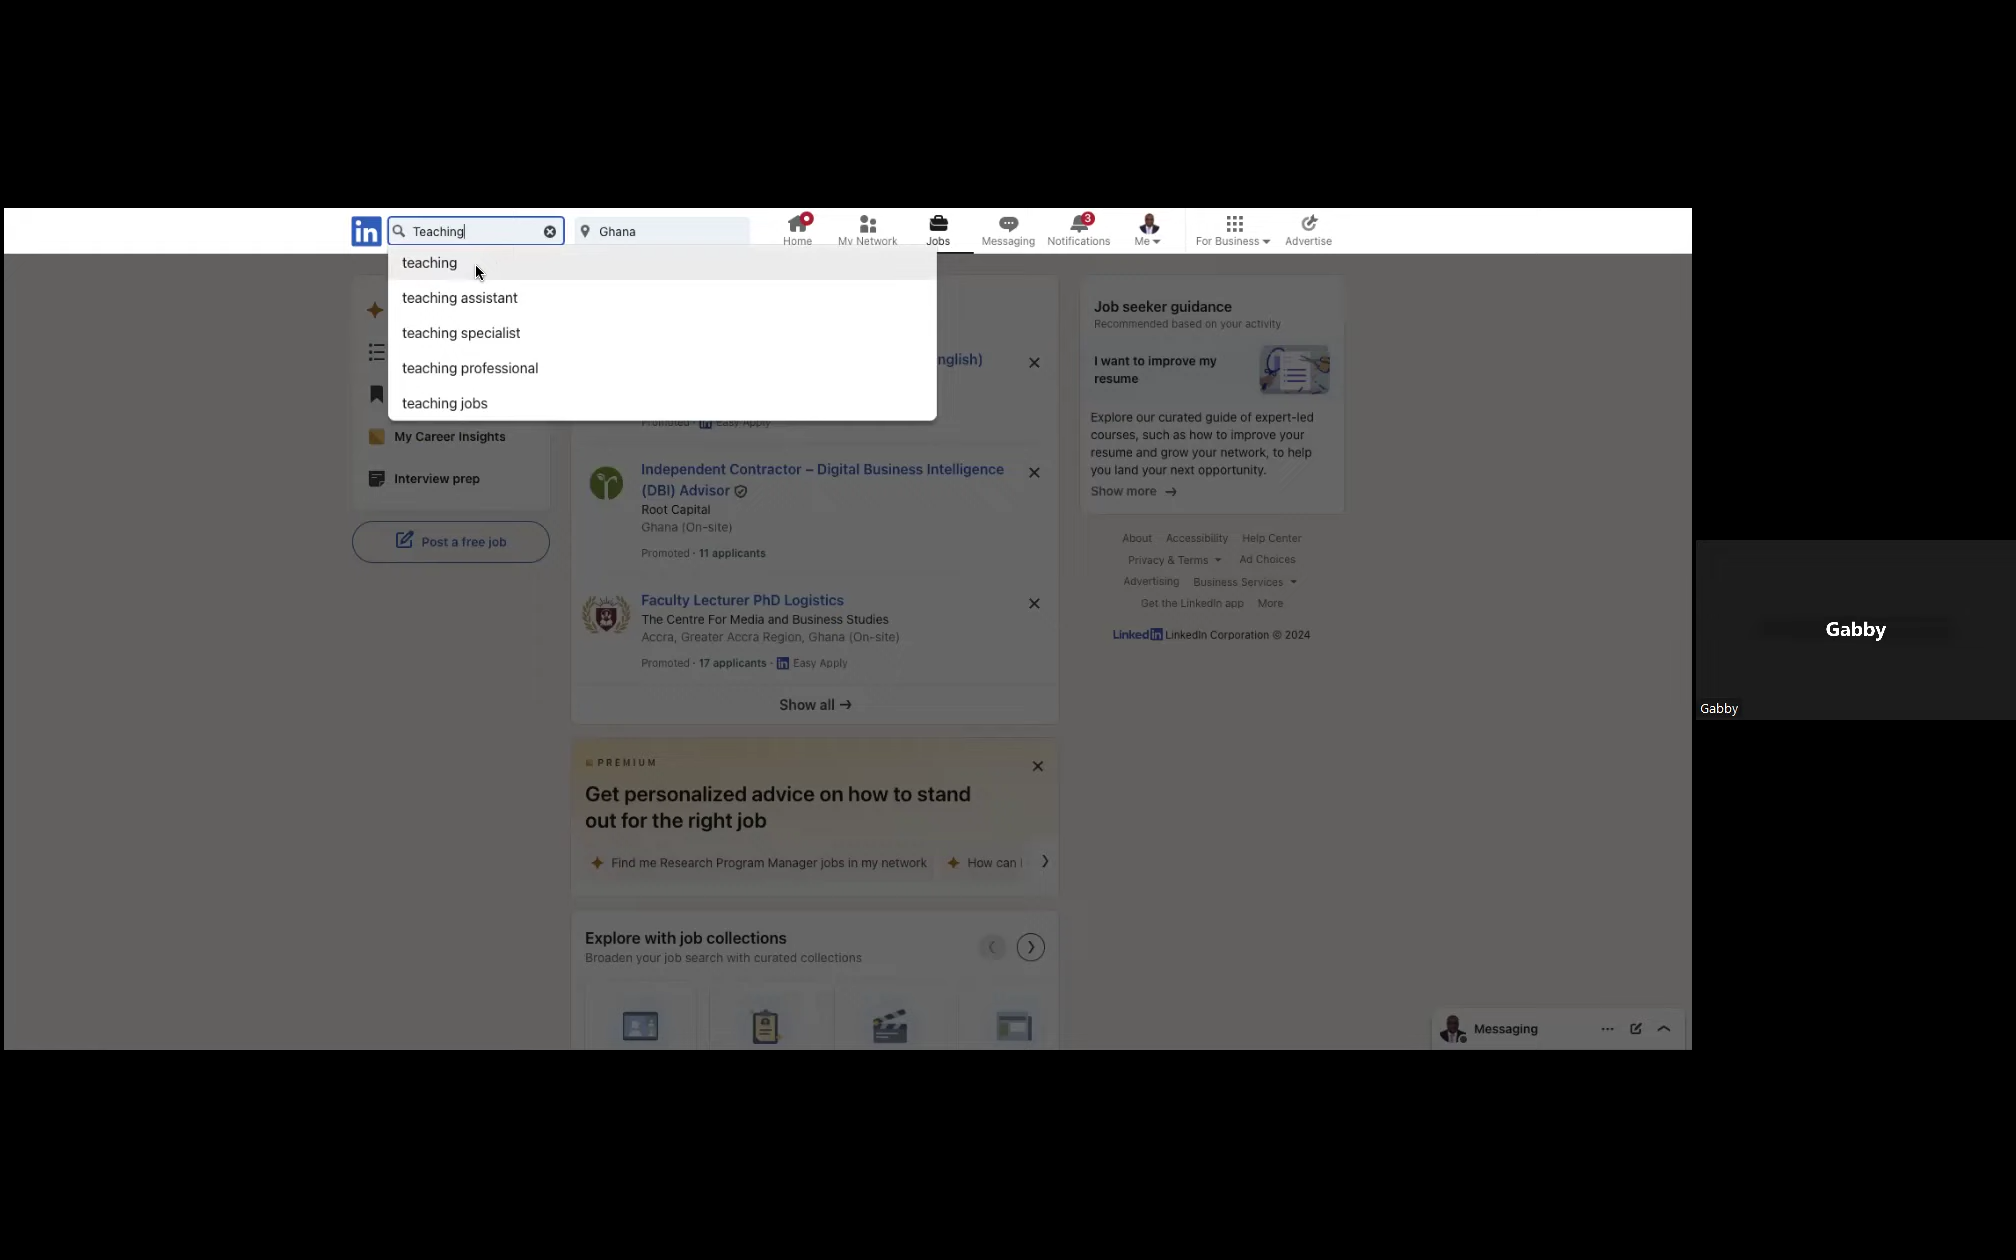 in Teaching Ghana Home My Network Jobs Messaging 3 Notifications Me For Business Advertise
teaching
teaching assistant
teaching specialist
teaching professional
teaching jobs
My Career Insights
Interview prep
Post a free job
nglish)
Promoted · in Easy Apply
Independent Contractor – Digital Business Intelligence
(DBI) Advisor
Root Capital
Ghana (On-site)
Promoted · 11 applicants
Faculty Lecturer PhD Logistics
The Centre For Media and Business Studies
Accra, Greater Accra Region, Ghana (On-site)
Promoted · 17 applicants · in Easy Apply
Show all →
PREMIUM
Get personalized advice on how to stand
out for the right job
Find me Research Program Manager jobs in my network How can
Explore with job collections
Broaden your job search with curated collections
Job seeker guidance
Recommended based on your activity
I want to improve my
resume
Explore our curated guide of expert-led
courses, such as how to improve your
resume and grow your network, to help
you land your next opportunity.
Show more →
About Accessibility Help Center
Privacy & Terms Ad Choices
Advertising Business Services
Get the LinkedIn app More
Linkedin LinkedIn Corporation © 2024
Messaging
Gabby
Gabby